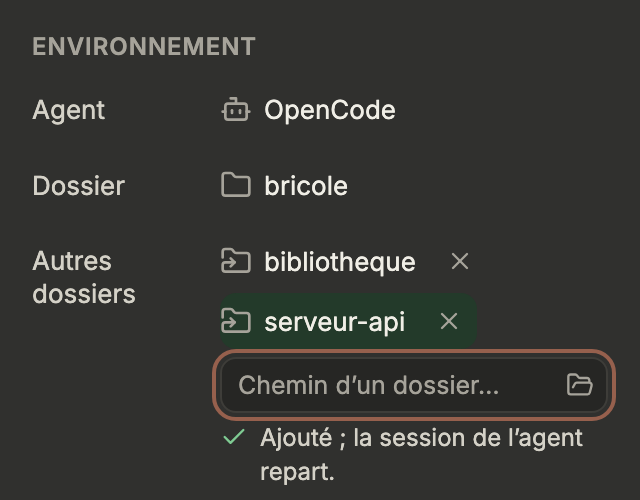 ENVIRONNEMENT
Agent OpenCode
Dossier bricole
Autres dossiers bibliotheque
serveur-api
Chemin d’un dossier...
Ajouté ; la session de l’agent
repart.